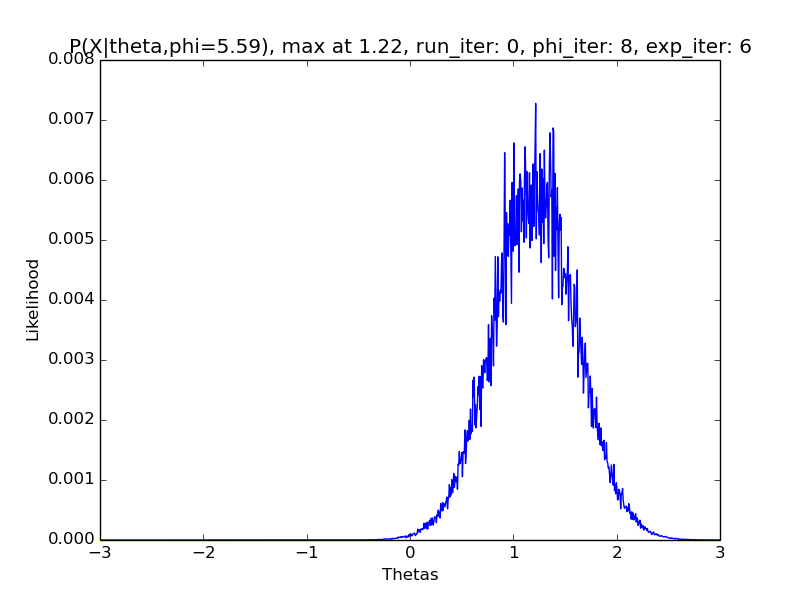 P(X|theta,phi=5.59), max at 1.22, run_iter: 0, phi_iter: 8, exp_iter: 6
0.008
0.007
0.006
0.005
0.004
0.003
0.002
0.001
0.000
Likelihood
−3 −2 −1 0 1 2 3
Thetas